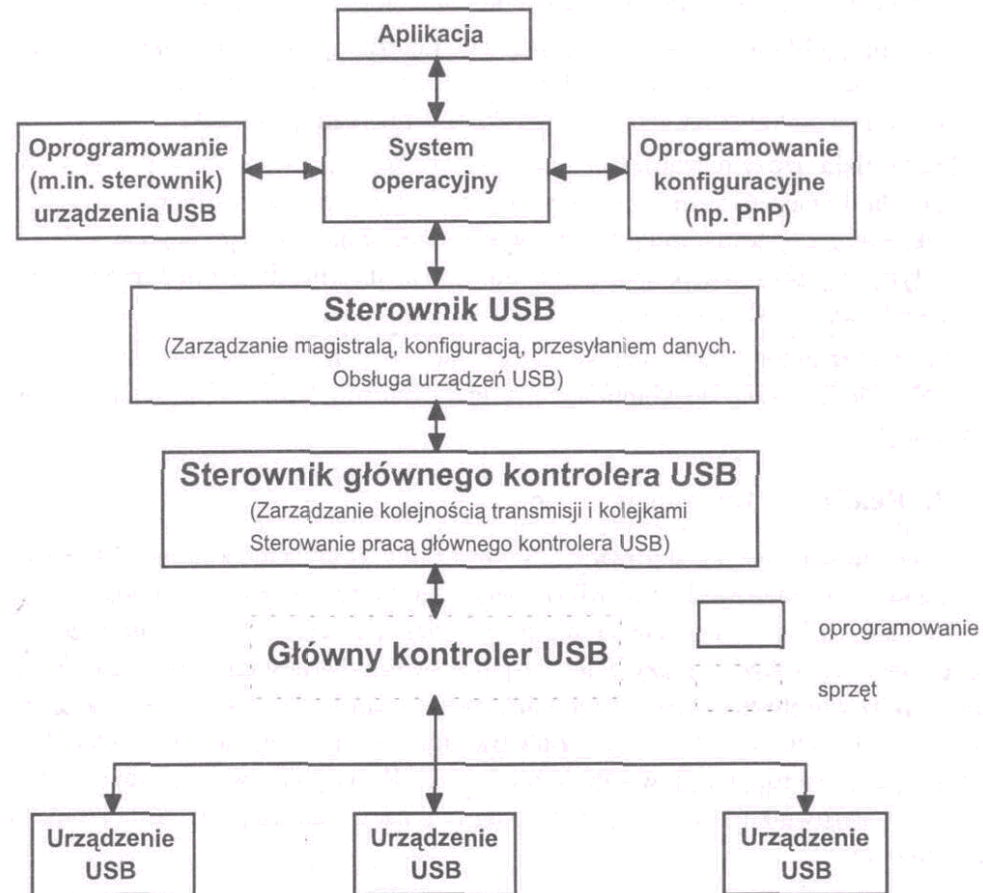 Aplikacja
Oprogramowanie
(m.in. sterownik)
urządzenia USB
System
operacyjny
Oprogramowanie
konfiguracyjne
(np. PnP)
Sterownik USB
(Zarządzanie magistralą, konfiguracją, przesyłaniem danych.
Obsługa urządzeń USB)
Sterownik głównego kontrolera USB
(Zarządzanie kolejnością transmisji i kolejkami
Sterowanie pracą głównego kontrolera USB)
Główny kontroler USB
oprogramowanie
sprzęt
Urządzenie
USB
Urządzenie
USB
Urządzenie
USB